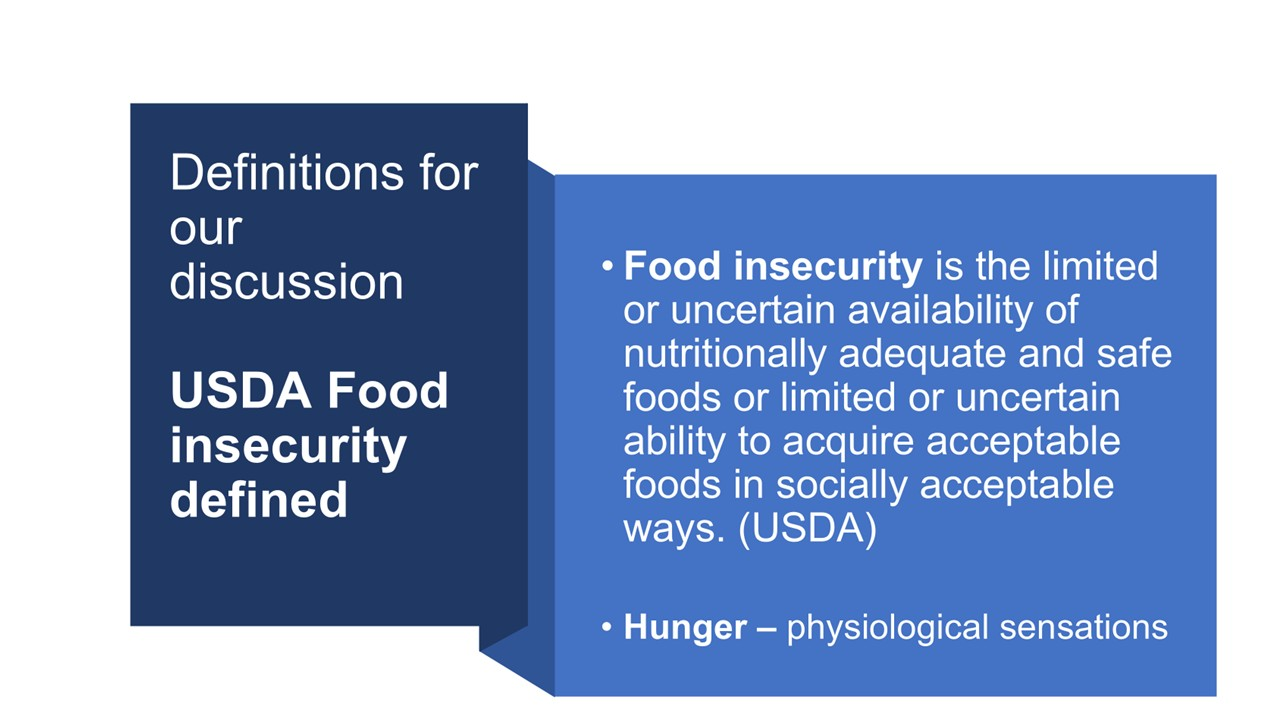 Definitions for
our
discussion
USDA Food
insecurity
defined
• Food insecurity is the limited
or uncertain availability of
nutritionally adequate and safe
foods or limited or uncertain
ability to acquire acceptable
foods in socially acceptable
ways. (USDA)
• Hunger – physiological sensations